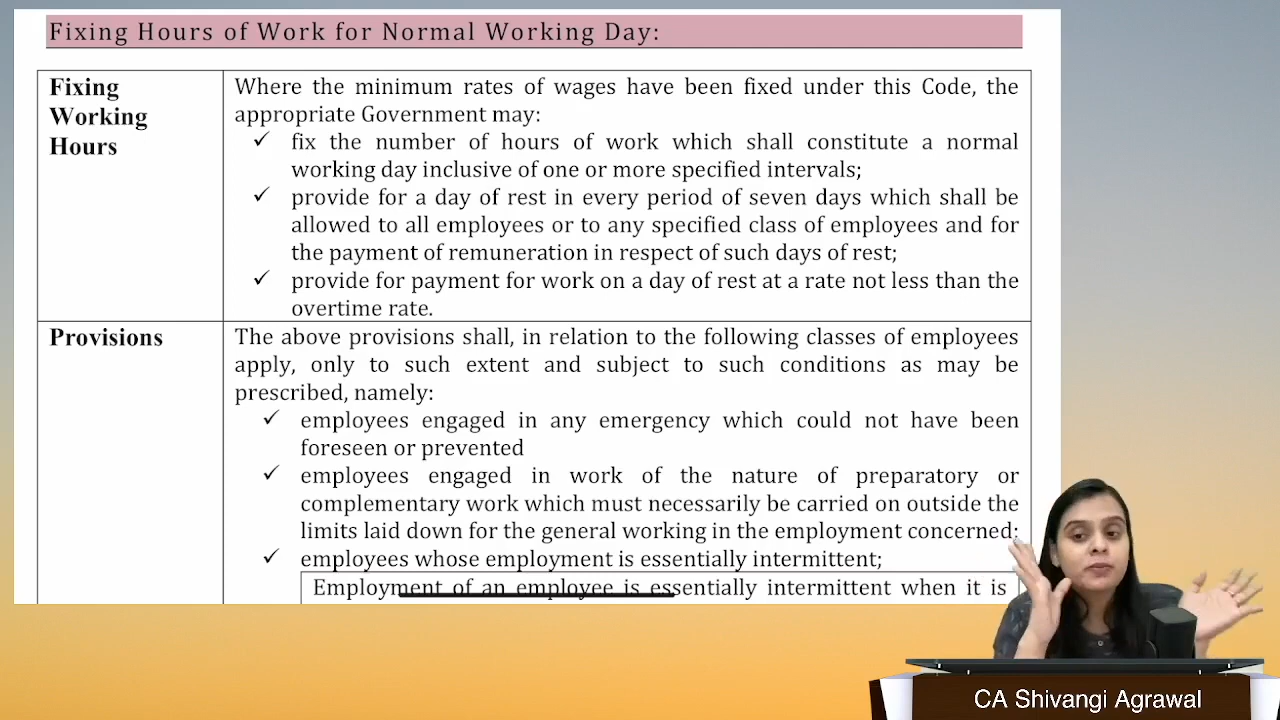 Fixing Hours of Work for Normal Working Day:
Fixing
Working
Hours
Where the minimum rates of wages have been fixed under this Code, the
appropriate Government may:
✓ fix the number of hours of work which shall constitute a normal
working day inclusive of one or more specified intervals;
✓ provide for a day of rest in every period of seven days which shall be
allowed to all employees or to any specified class of employees and for
the payment of remuneration in respect of such days of rest;
✓ provide for payment for work on a day of rest at a rate not less than the
overtime rate.
Provisions
The above provisions shall, in relation to the following classes of employees
apply, only to such extent and subject to such conditions as may be
prescribed, namely:
✓ employees engaged in any emergency which could not have been
foreseen or prevented
✓ employees engaged in work of the nature of preparatory or
complementary work which must necessarily be carried on outside the
limits laid down for the general working in the employment concerned;
✓ employees whose employment is essentially intermittent;
Employment of an employee is essentially intermittent when it is
CA Shivangi Agrawal